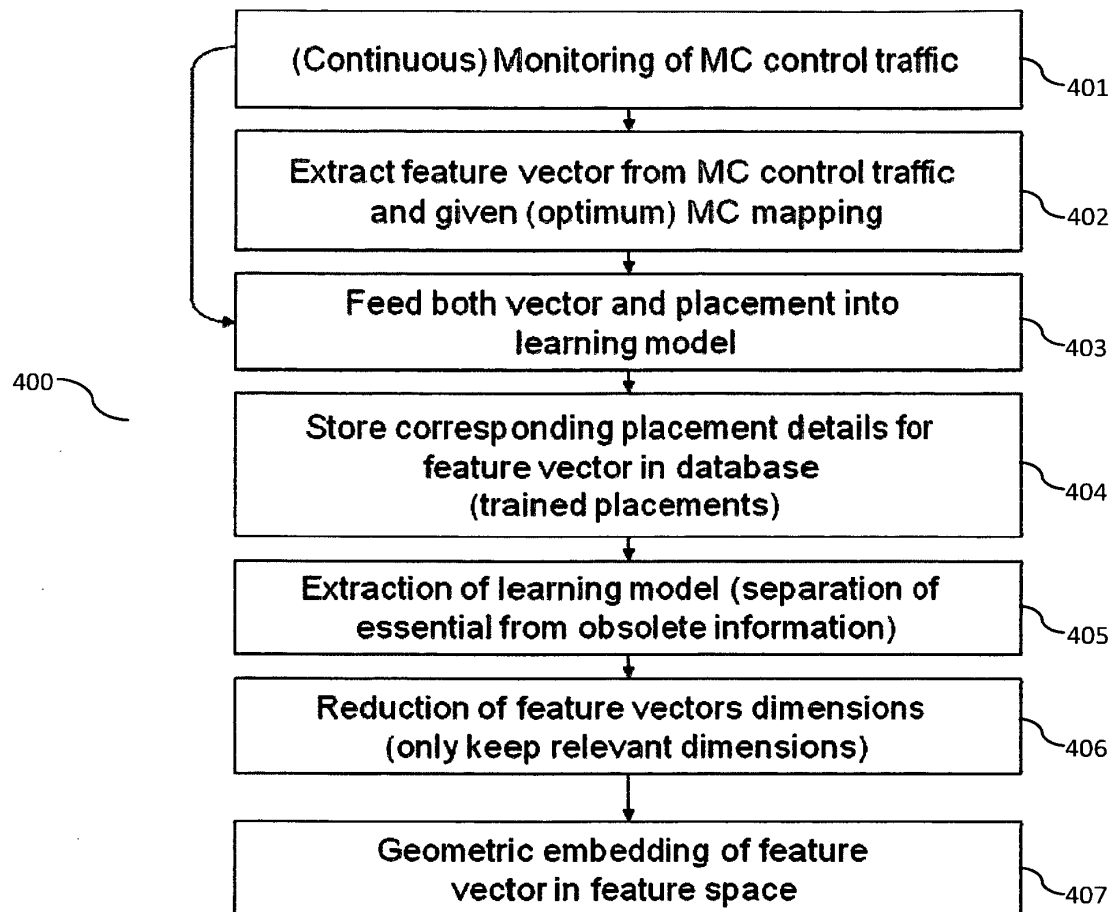 (Continuous) Monitoring of MC control traffic
401
Extract feature vector from MC control traffic
and given (optimum) MC mapping
402
Feed both vector and placement into
learning model
403
400
Store corresponding placement details for
feature vector in database
(trained placements)
404
Extraction of learning model (separation of
essential from obsolete information)
405
Reduction of feature vectors dimensions
(only keep relevant dimensions)
406
Geometric embedding of feature
vector in feature space
407